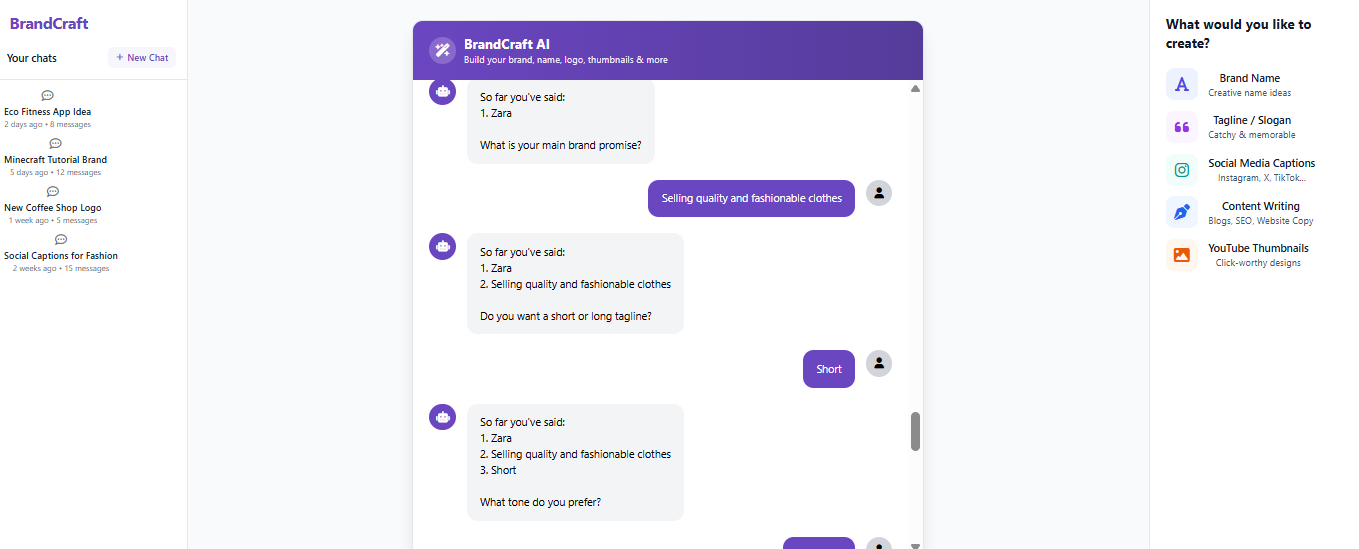 BrandCraft
Your chats
+ New Chat
Eco Fitness App Idea
2 days ago • 8 messages
Minecraft Tutorial Brand
5 days ago • 12 messages
New Coffee Shop Logo
1 week ago • 5 messages
Social Captions for Fashion
2 weeks ago • 15 messages
BrandCraft AI
Build your brand, name, logo, thumbnails & more
So far you've said:
1. Zara
What is your main brand promise?
Selling quality and fashionable clothes
So far you've said:
1. Zara
2. Selling quality and fashionable clothes
Do you want a short or long tagline?
Short
So far you've said:
1. Zara
2. Selling quality and fashionable clothes
3. Short
What tone do you prefer?
What would you like to
create?
Brand Name
Creative name ideas
Tagline / Slogan
Catchy & memorable
Social Media Captions
Instagram, X, TikTok...
Content Writing
Blogs, SEO, Website Copy
YouTube Thumbnails
Click-worthy designs